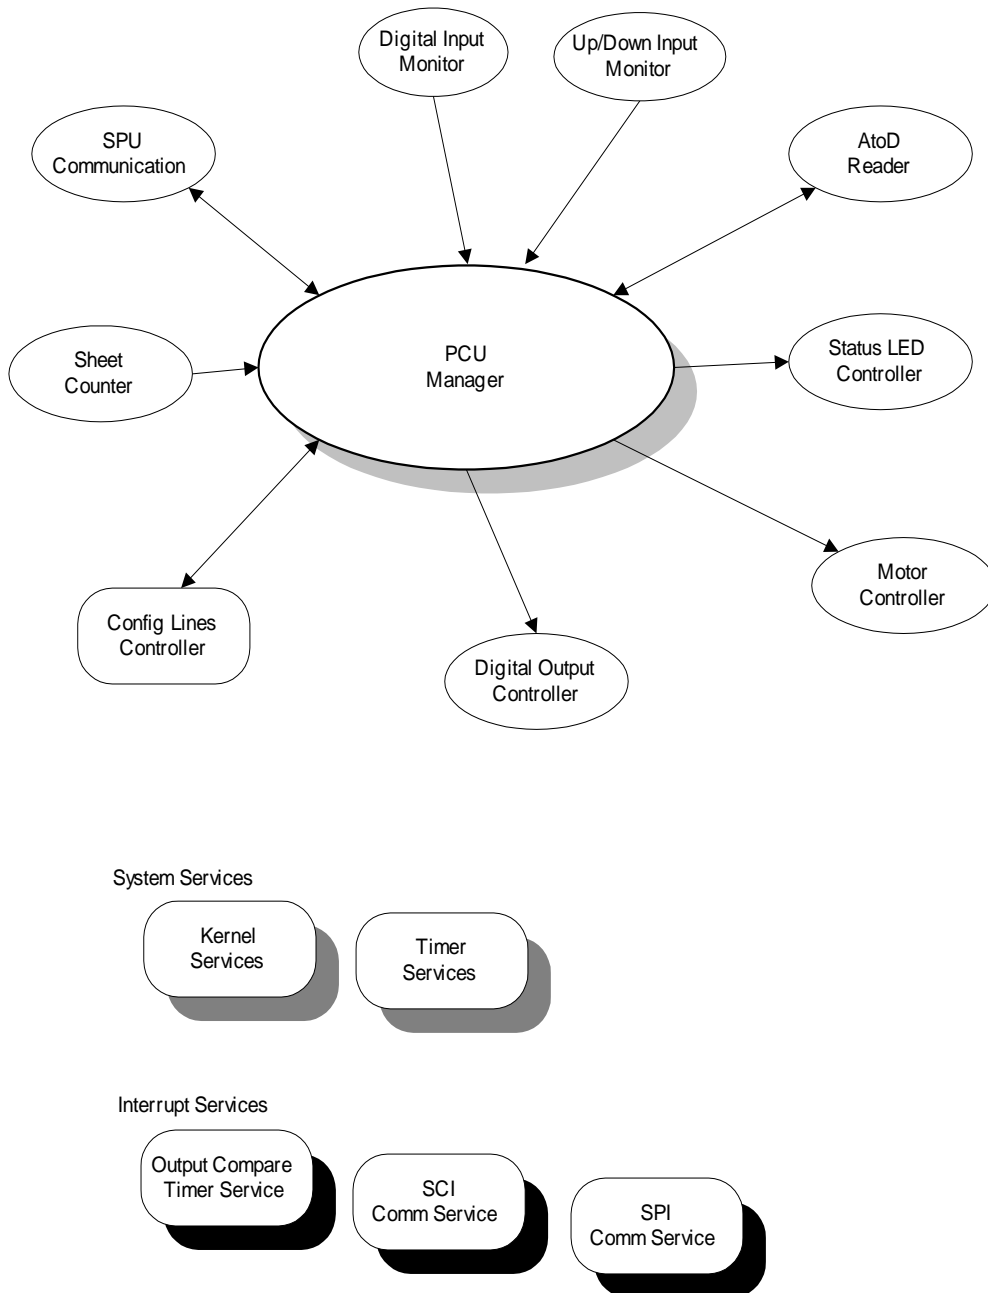 Digital Input
Monitor
Up/Down Input
Monitor
SPU
Communication
AtoD
Reader
PCU
Manager
Sheet
Counter
Status LED
Controller
Config Lines
Controller
Motor
Controller
Digital Output
Controller
System Services
Kernel
Services
Timer
Services
Interrupt Services
Output Compare
Timer Service
SCI
Comm Service
SPI
Comm Service